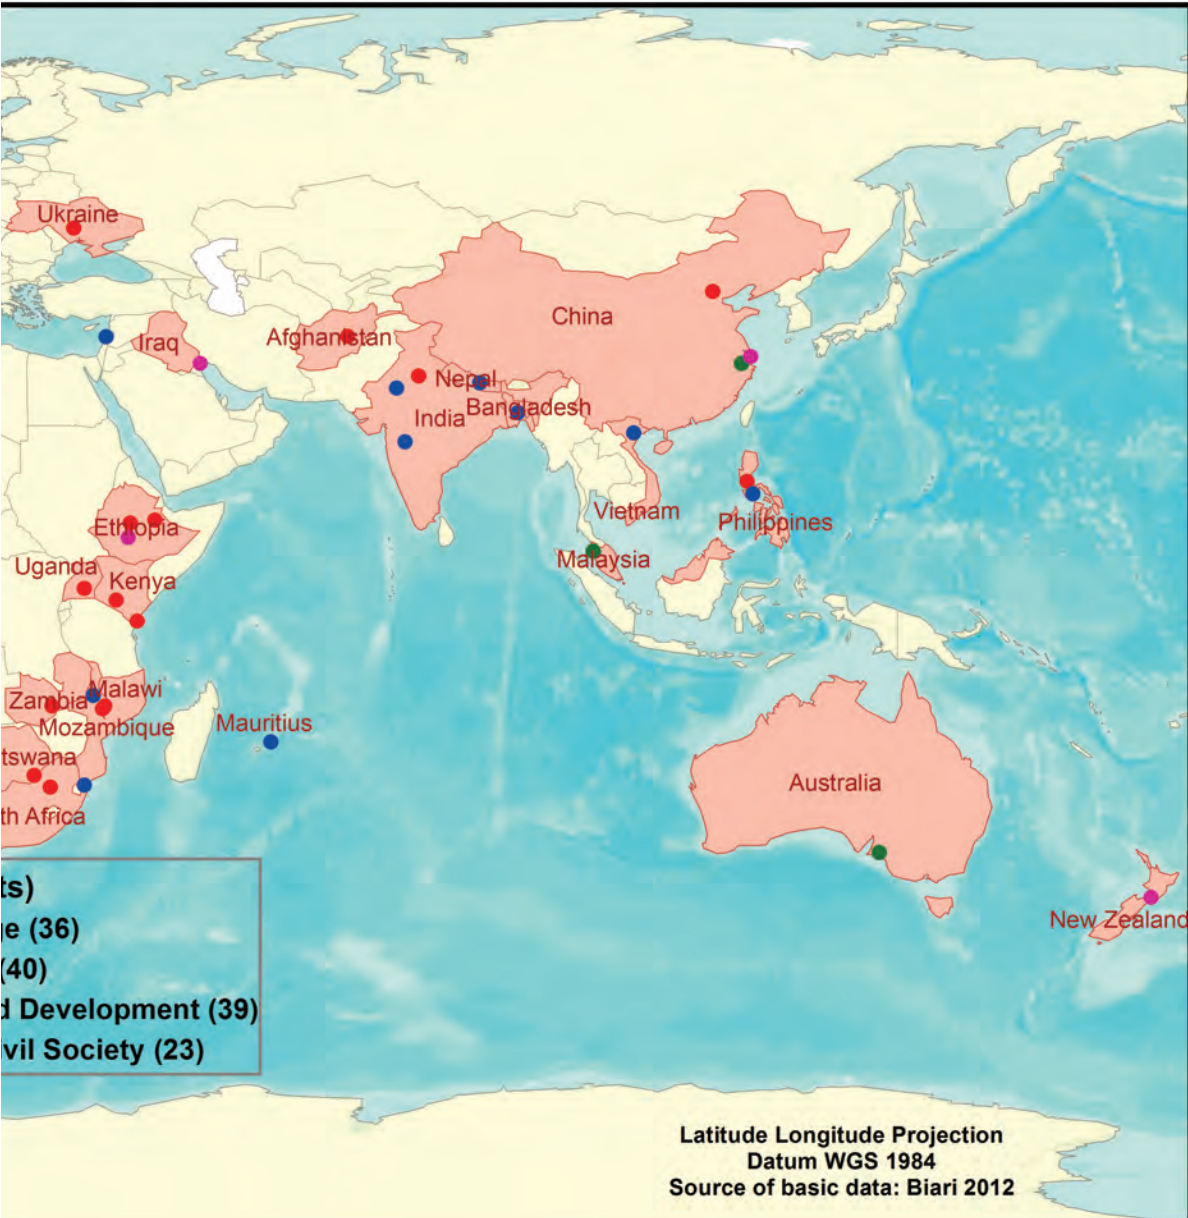 Ukraine
China
Iraq
Afghanistan
Nepal
Bangladesh
India
Vietnam
Philippines
Ethiopia
Malaysia
Uganda
Kenya
Malawi
Zambia
Mozambique
Mauritius
tswana
Australia
th Africa
ts)
ge (36)
New Zealand
(40)
d Development (39)
ivil Society (23)
Latitude Longitude Projection
Datum WGS 1984
Source of basic data: Biari 2012